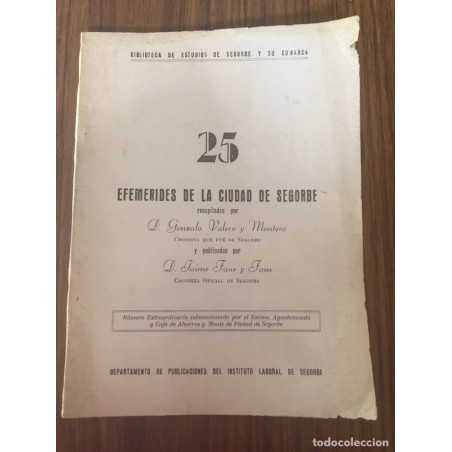 BIBLIOTECA DE ESTUDIOS DE SEGORBE Y SU COMARCA
25
EFEMERIDES DE LA CIUDAD DE SEGORBE
recopiladas por
D. Gonzalo Valero y Montero
CRONISTA QUE FUÉ DE SEGORBE
y publicadas por
D. Jaime Faus y Faus
CRONISTA OFICIAL DE SEGORBE
Número Extraordinario subvencionado por el Excmo. Ayuntamiento
y Caja de Ahorros y Monte de Piedad de Segorbe
DEPARTAMENTO DE PUBLICACIONES DEL INSTITUTO LABORAL DE SEGORBE
todocoleccion